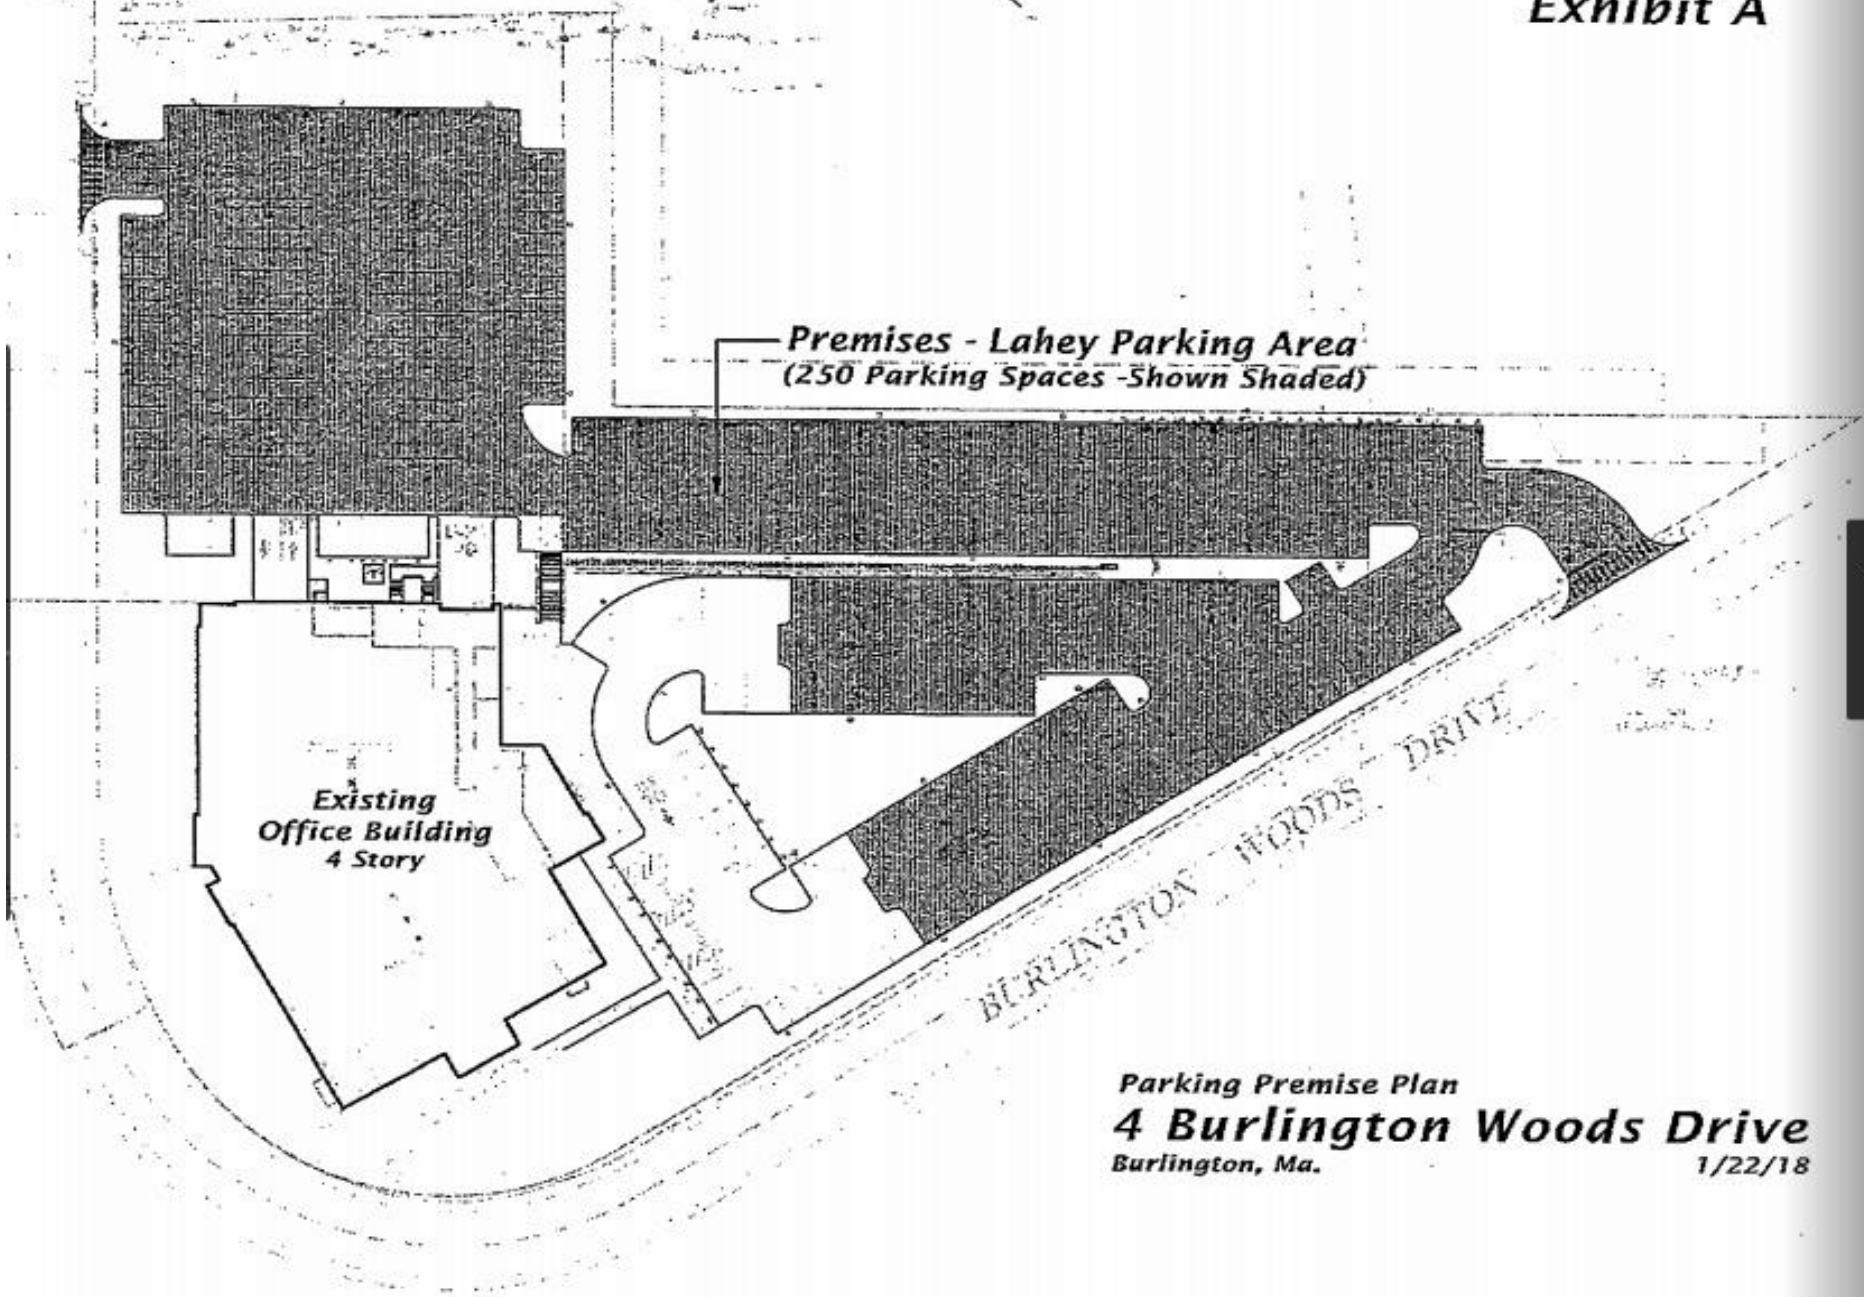 Exhibit A
Premises - Lahey Parking Area
(250 Parking Spaces -Shown Shaded)
Existing
Office Building
4 Story
BURLINGTON WOODS DRIVE
Parking Premise Plan
4 Burlington Woods Drive
Burlington, Ma.
1/22/18